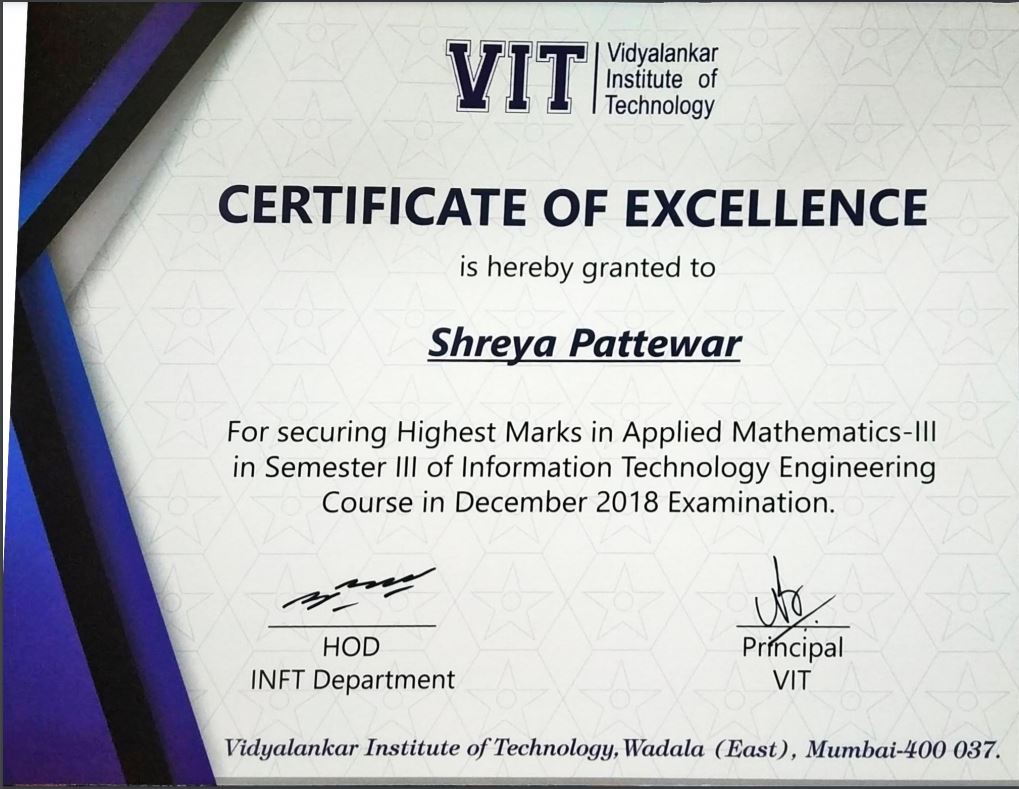 VIT
Vidyalankar
Institute of
Technology
CERTIFICATE OF EXCELLENCE
is hereby granted to
Shreya Pattewar
For securing Highest Marks in Applied Mathematics-III
in Semester III of Information Technology Engineering
Course in December 2018 Examination.
HOD
INFT Department
Principal
VIT
Vidyalankar Institute of Technology, Wadala (East), Mumbai-400 037.